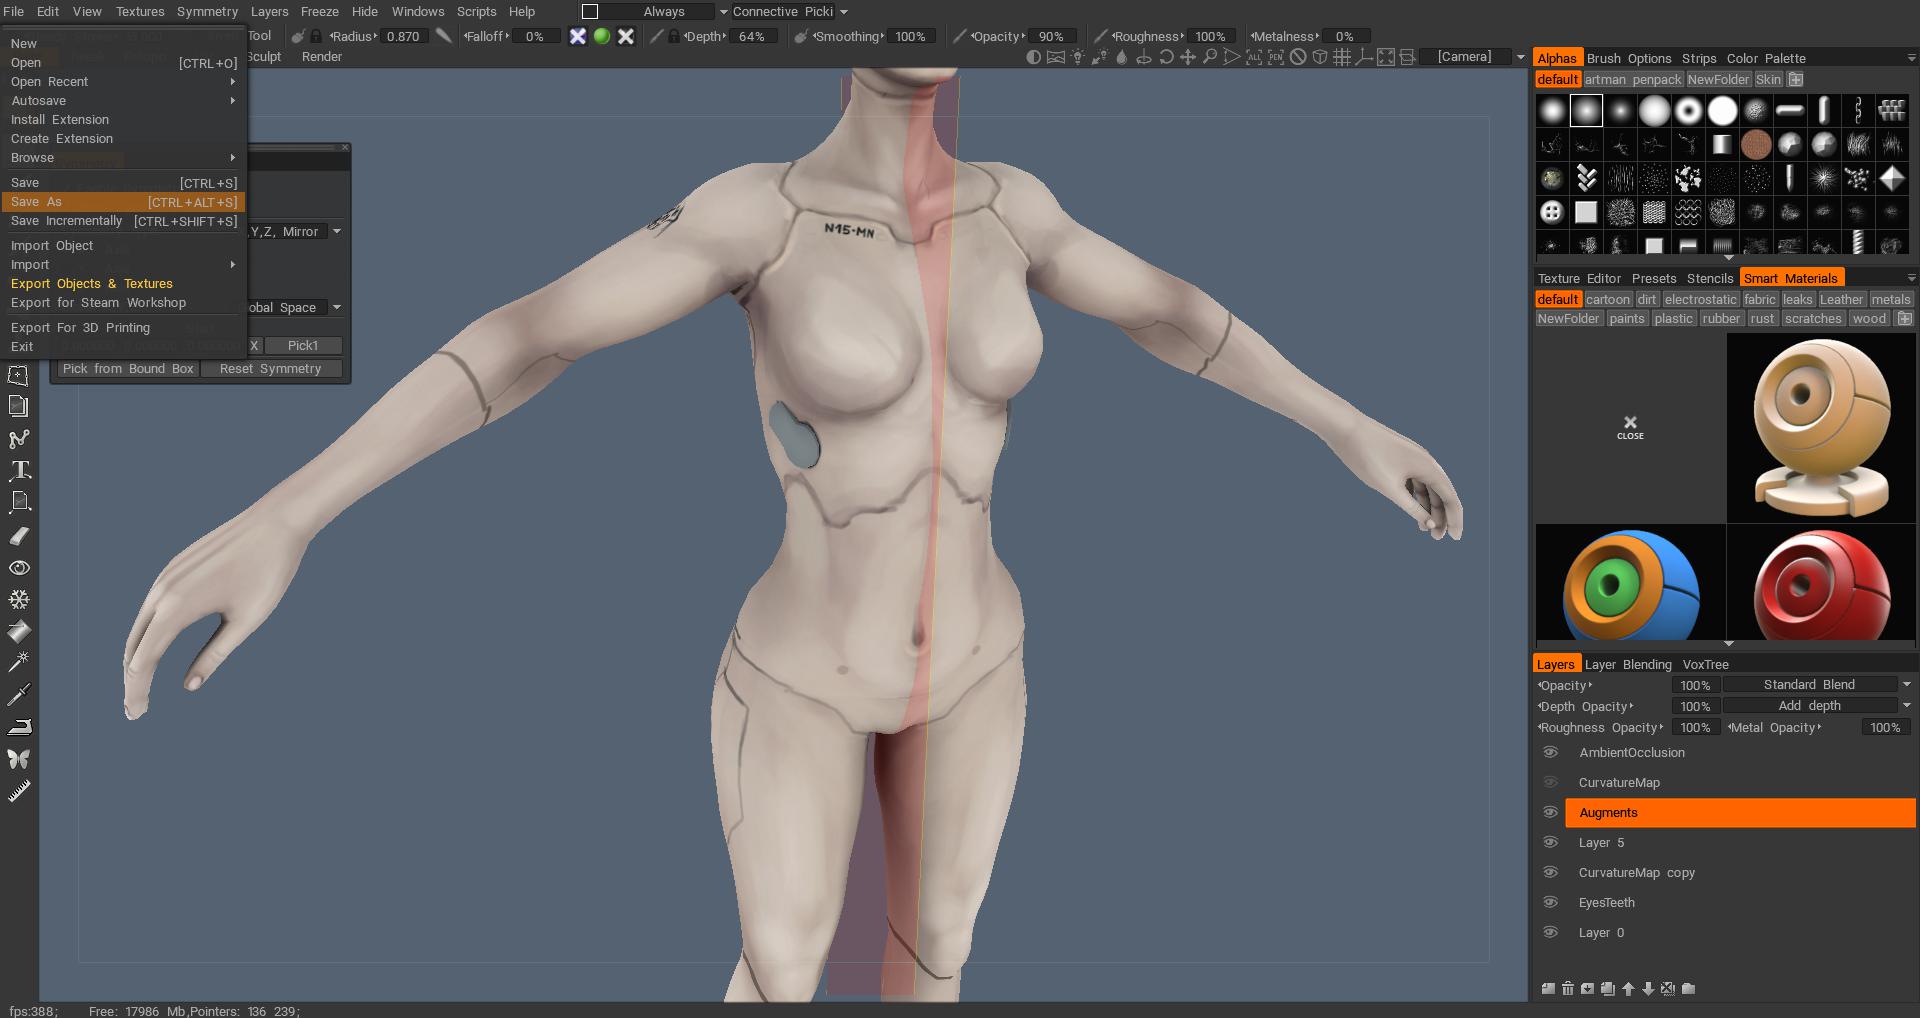 File Edit View Textures Symmetry Layers Freeze Hide Windows Scripts Help Always Connective Picki
Tool Radius 0.870 Falloff 0% Depth 64% Smoothing 100% Opacity 90% Roughness 100% Metalness 0%
Sculpt Render [Camera]
New
Open [CTRL+O]
Open Recent
Autosave
Install Extension
Create Extension
Browse
Save [CTRL+S]
Save As [CTRL+ALT+S]
Save Incrementally [CTRL+SHIFT+S]
Import Object
Import
Export Objects & Textures
Export for Steam Workshop
Export For 3D Printing
Exit
,Y,Z, Mirror
Space
X Pick1
Pick from Bound Box Reset Symmetry
N15-MN
Alphas Brush Options Strips Color Palette
default artman penpack NewFolder Skin
Texture Editor Presets Stencils Smart Materials
default cartoon dirt electrostatic fabric leaks Leather metals
NewFolder paints plastic rubber rust scratches wood
CLOSE
Layers Layer Blending VoxTree
Opacity 100% Standard Blend
Depth Opacity 100% Add depth
Roughness Opacity 100% Metal Opacity 100%
AmbientOcclusion
CurvatureMap
Augments
Layer 5
CurvatureMap copy
EyesTeeth
Layer 0
fps:388; Free: 17986 Mb,Pointers: 136 239;